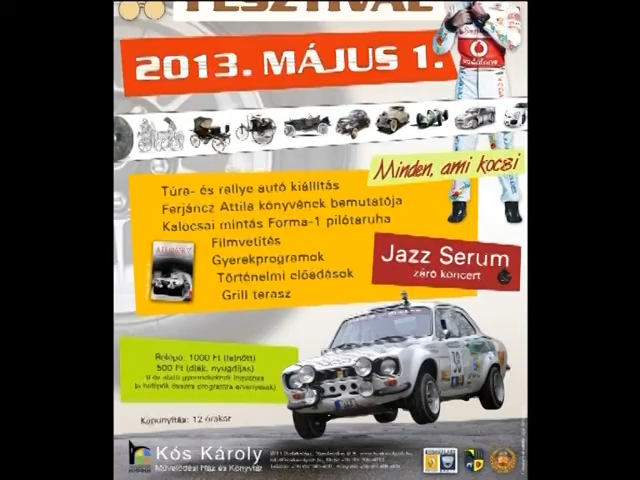 FESZTIVÁL
2013. MÁJUS 1.
vodafone
Minden, ami kocsi
Túra- és rallye autó kiállítás
Ferjáncz Attila könyvének bemutatója
Kalocsai mintás Forma-1 pilótaruha
Filmvetítés
Gyerekprogramok
Történelmi előadások
Grill terasz
Jazz Serum
záró koncert
Belépő: 1000 Ft (felnőtt)
500 Ft (diák, nyugdíjas)
Kapunyitás: 12 órakor
Kós Károly
Művelődési Ház és Könyvtár